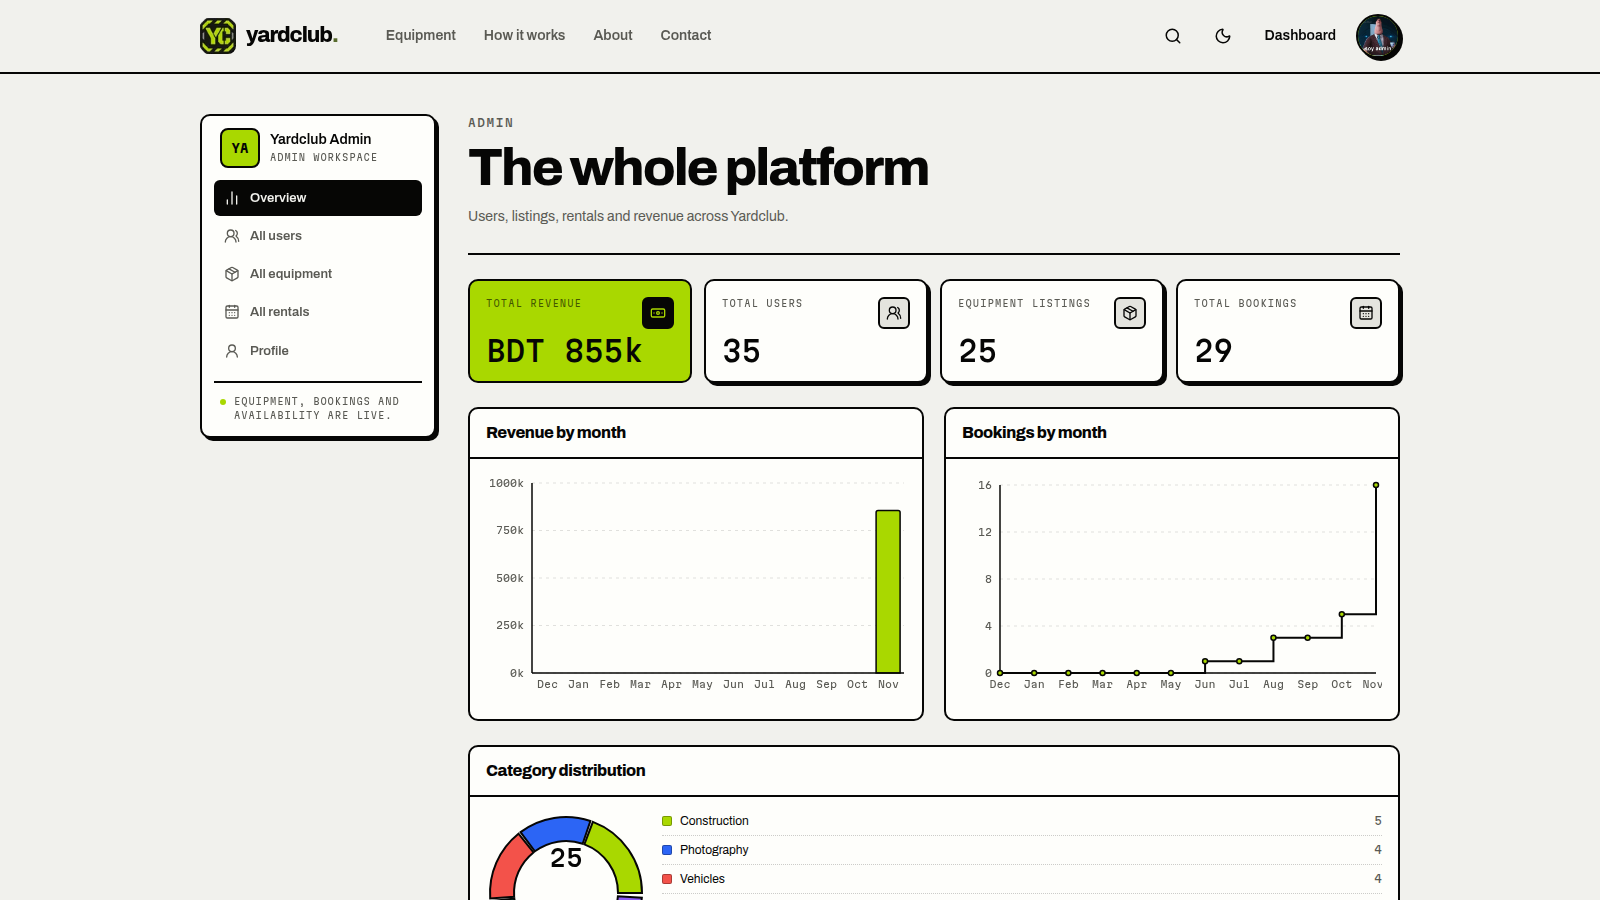 YC
yardclub.
Equipment
How it works
About
Contact
Dashboard
YA
Yardclub Admin
ADMIN WORKSPACE
Overview
All users
All equipment
All rentals
Profile
EQUIPMENT, BOOKINGS AND
AVAILABILITY ARE LIVE.
ADMIN
The whole platform
Users, listings, rentals and revenue across Yardclub.
TOTAL REVENUE
BDT 855k
TOTAL USERS
35
EQUIPMENT LISTINGS
25
TOTAL BOOKINGS
29
Revenue by month
1000k
750k
500k
250k
0k
Dec Jan Feb Mar Apr May Jun Jul Aug Sep Oct Nov
Bookings by month
16
12
8
4
0
Dec Jan Feb Mar Apr May Jun Jul Aug Sep Oct Nov
Category distribution
25
Construction 5
Photography 4
Vehicles 4